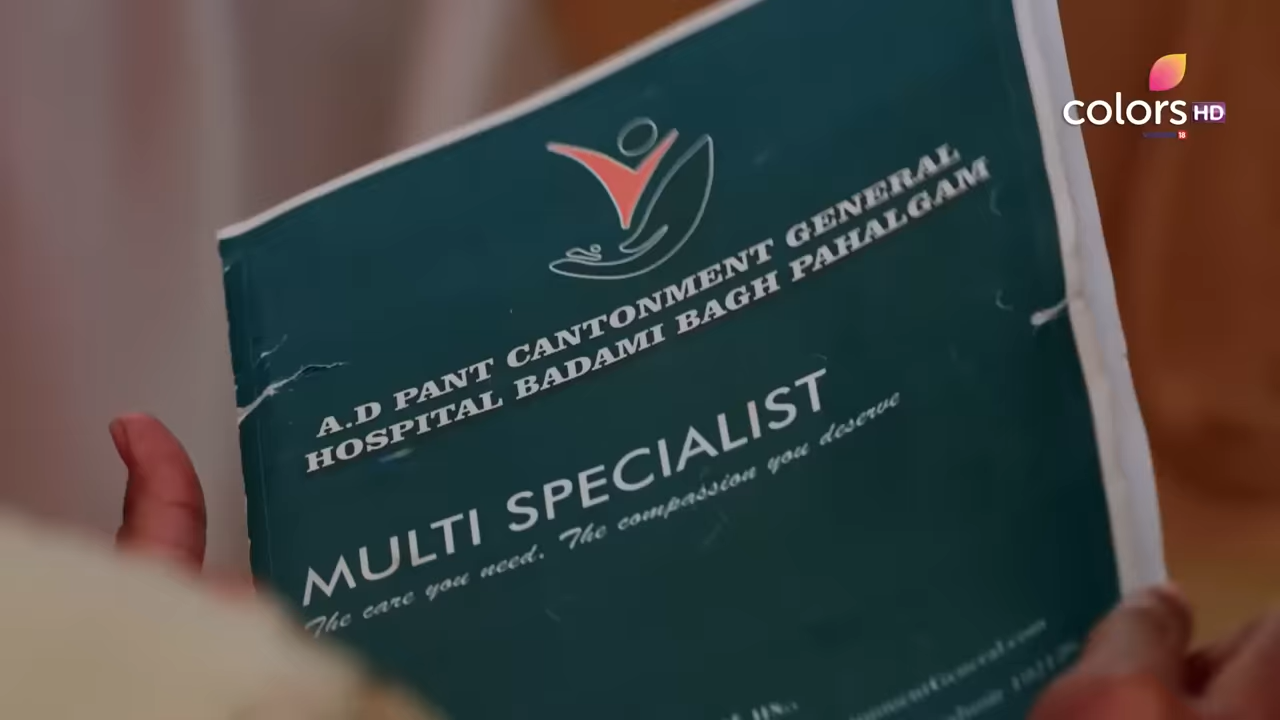 colors HD
A.D PANT CANTONMENT GENERAL
HOSPITAL BADAMI BAGH PAHALGAM
MULTI SPECIALIST
The care you need. The compassion you deserve